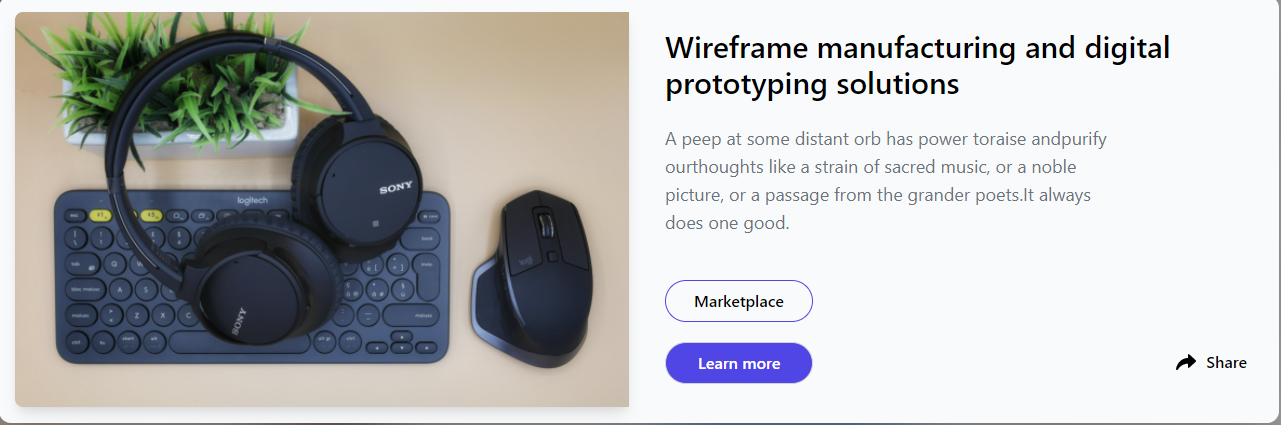 Wireframe manufacturing and digital
prototyping solutions
A peep at some distant orb has power toraise andpurify
ourthoughts like a strain of sacred music, or a noble
picture, or a passage from the grander poets.It always
does one good.
Marketplace
Learn more
Share
SONY
logitech
SONY